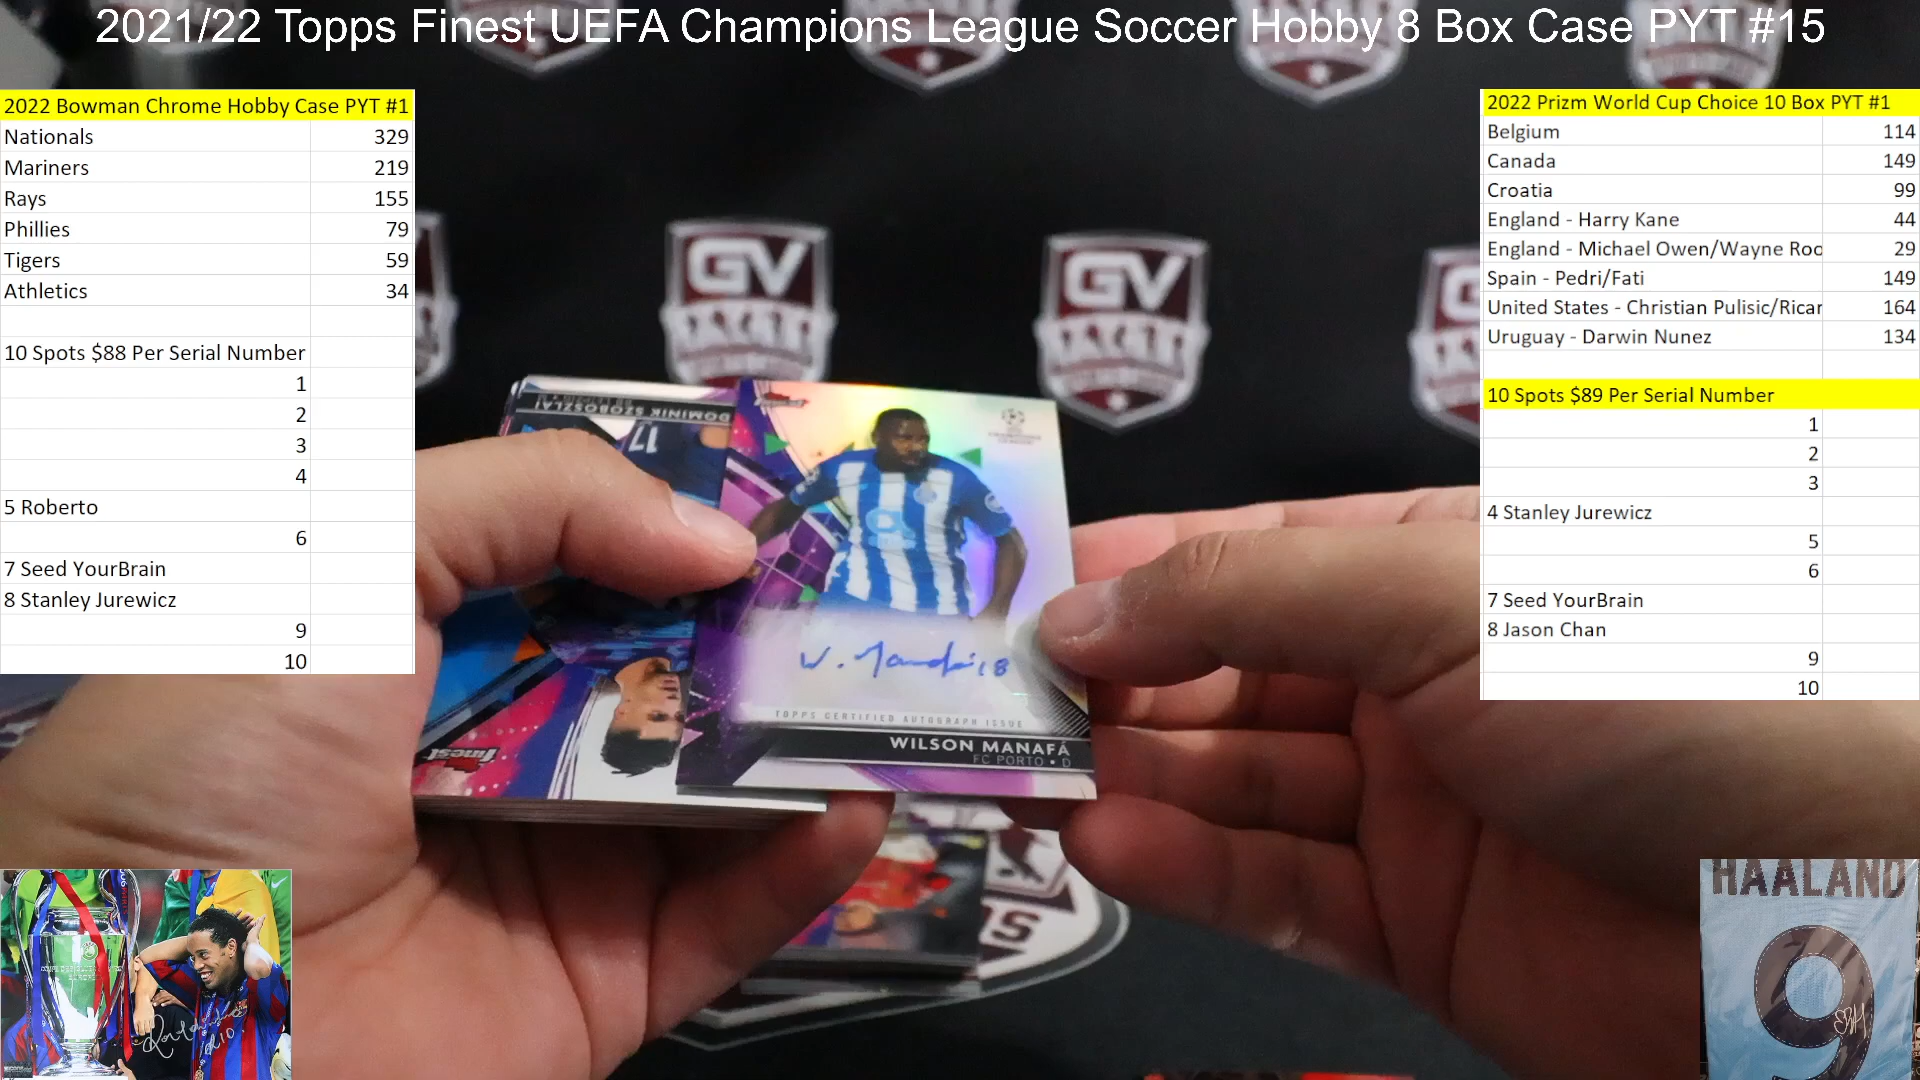 2021/22 Topps Finest UEFA Champions League Soccer Hobby 8 Box Case PYT #15
2022 Bowman Chrome Hobby Case PYT #1
Nationals 329
Mariners 219
Rays 155
Phillies 79
Tigers 59
Athletics 34
10 Spots $88 Per Serial Number
1
2
3
4
5 Roberto
6
7 Seed YourBrain
8 Stanley Jurewicz
9
10
2022 Prizm World Cup Choice 10 Box PYT #1
Belgium 114
Canada 149
Croatia 99
England - Harry Kane 44
England - Michael Owen/Wayne Roo 29
Spain - Pedri/Fati 149
United States - Christian Pulisic/Ricar 164
Uruguay - Darwin Nunez 134
10 Spots $89 Per Serial Number
1
2
3
4 Stanley Jurewicz
5
6
7 Seed YourBrain
8 Jason Chan
9
10
GV
GV
DOMINIK SZOBOSZLAI
17
TOPPS CERTIFIED AUTOGRAPH ISSUE
WILSON MANAFÁ
FC PORTO • D
Finest
HAALAND
9